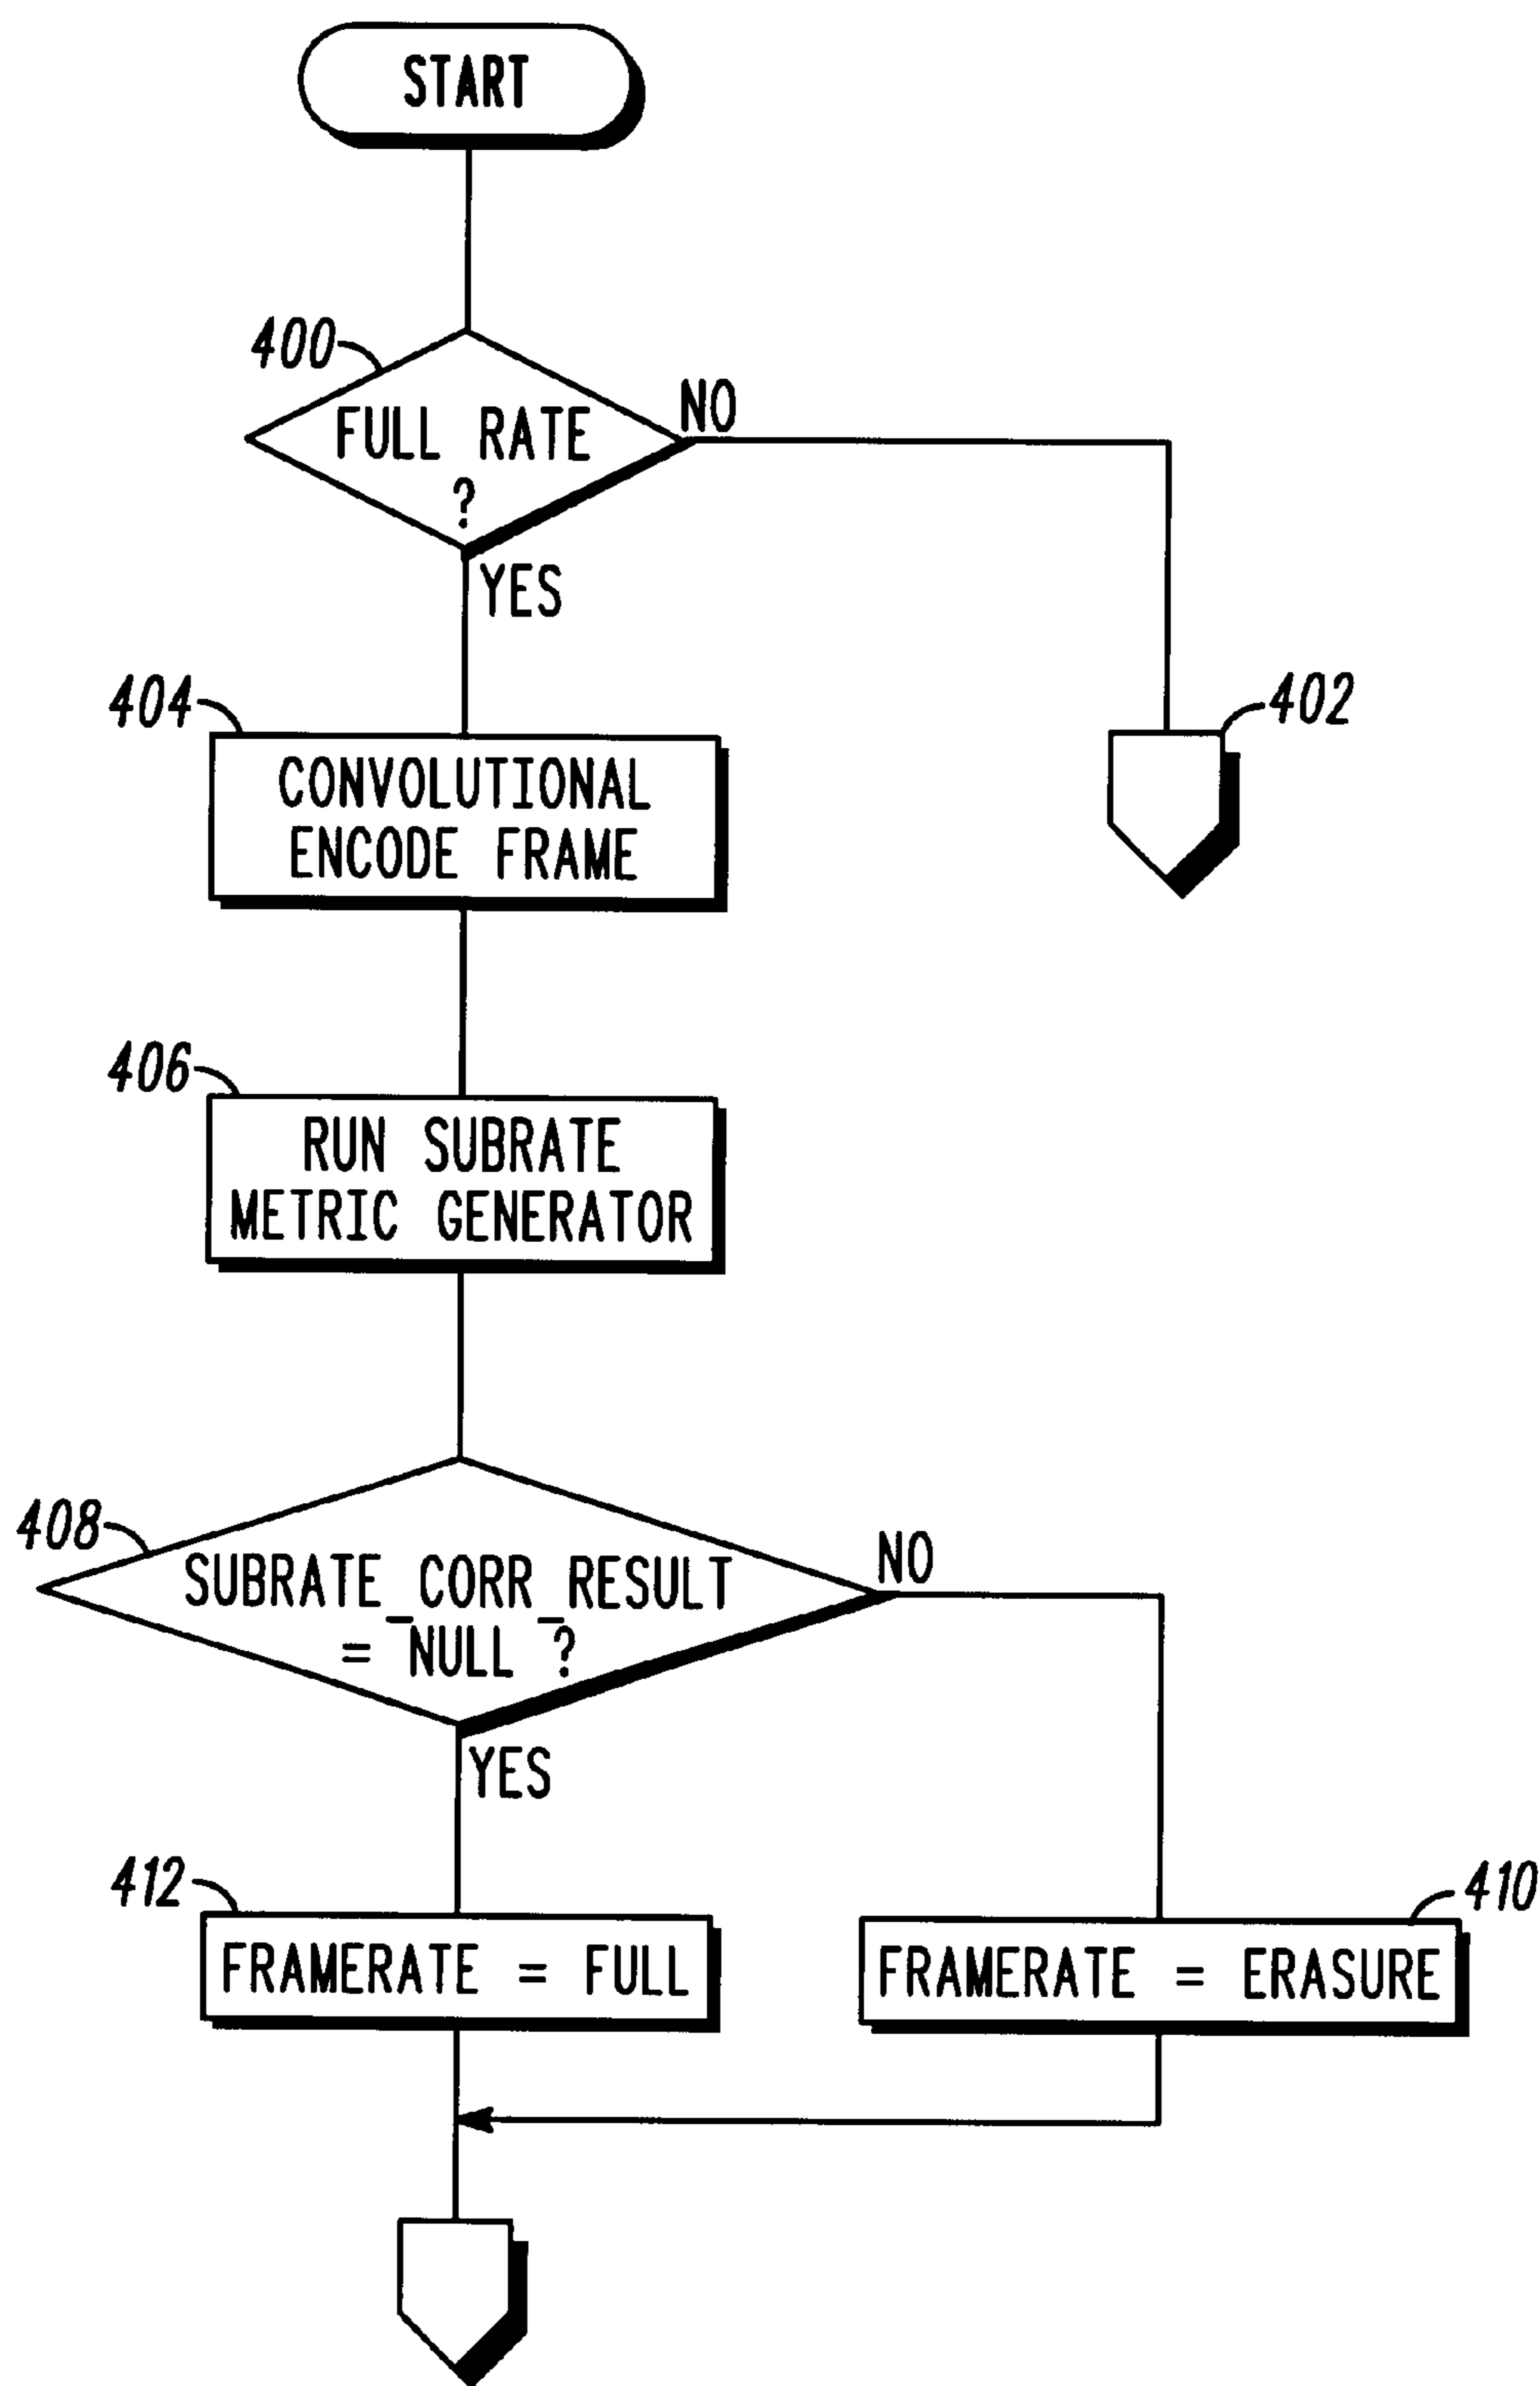 START
400
FULL RATE
?
NO
YES
404
CONVOLUTIONAL
ENCODE FRAME
402
406
RUN SUBRATE
METRIC GENERATOR
408
SUBRATE_CORR_RESULT
= NULL ?
NO
YES
412
FRAMERATE = FULL
410
FRAMERATE = ERASURE